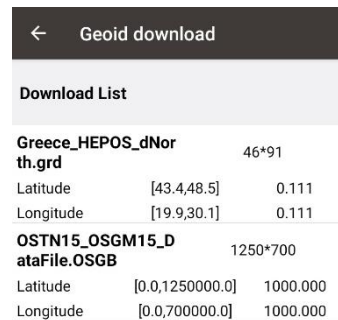 ← Geoid download
Download List
Greece_HEPOS_dNor
th.grd 46*91
Latitude [43.4,48.5] 0.111
Longitude [19.9,30.1] 0.111
OSTN15_OSGM15_D
ataFile.OSGB 1250*700
Latitude [0.0,1250000.0] 1000.000
Longitude [0.0,700000.0] 1000.000